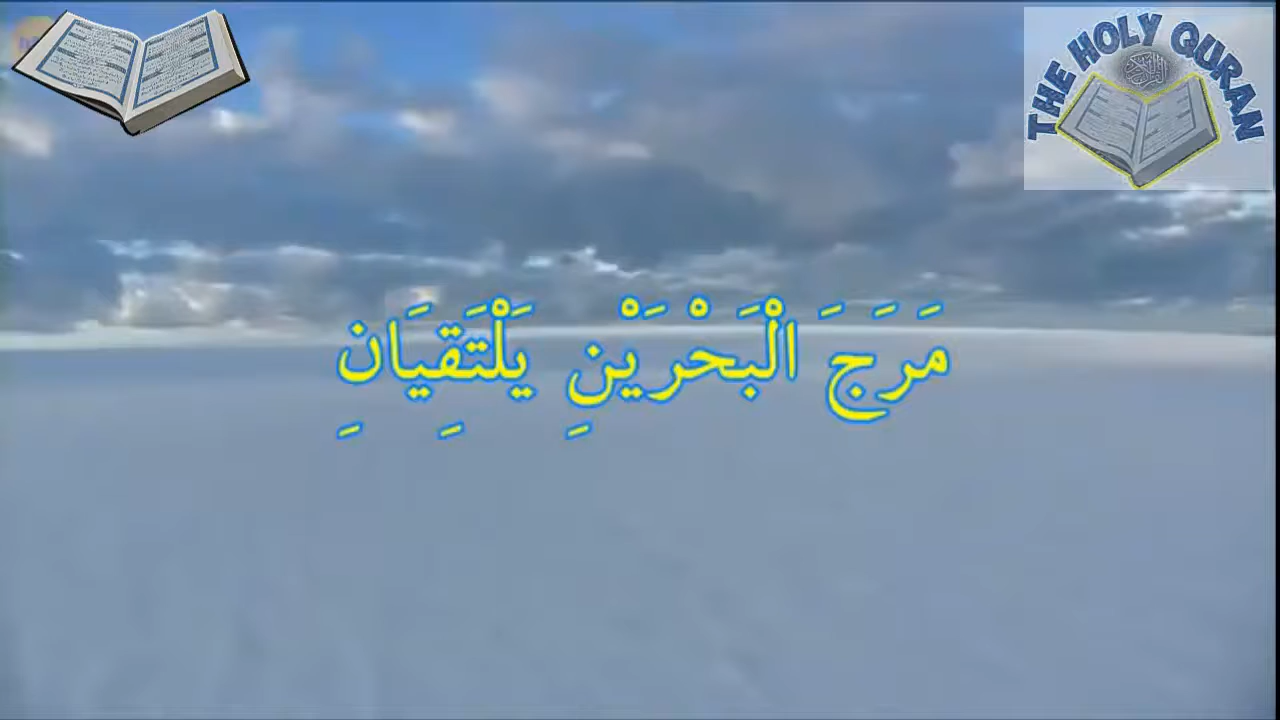 THE HOLY QURAN
مَرَجَ الْبَحْرَيْنِ يَلْتَقِيَانِ